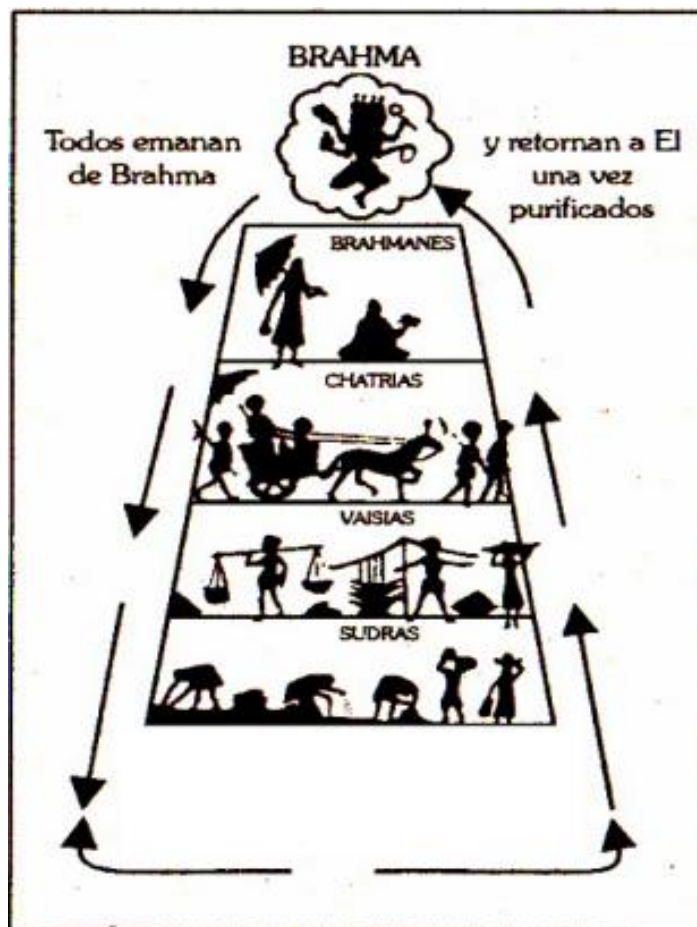 BRAHMA
Todos emanan
de Brahma
y retornan a El
una vez
purificados
BRAHMANES
CHATRIAS
VAISIAS
SUDRAS